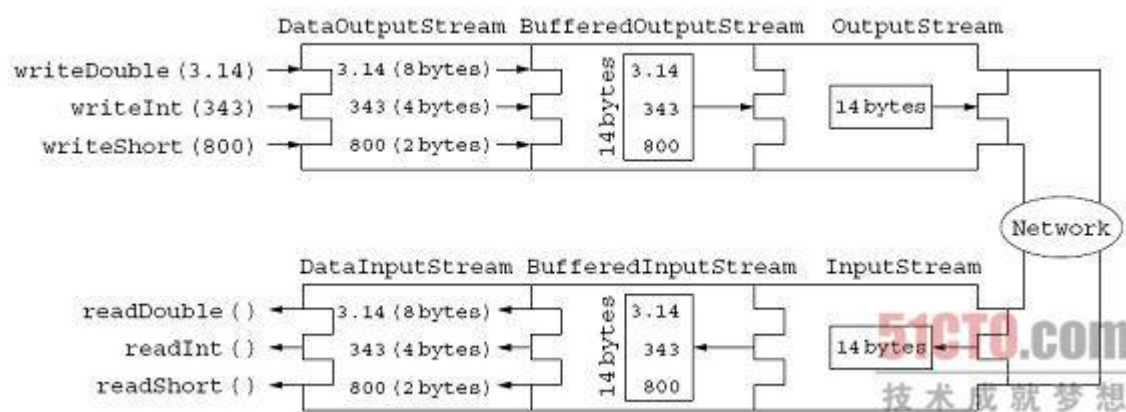 DataOutputStream BufferedOutputStream OutputStream
writeDouble (3.14) 3.14 (8bytes) 3.14
writeInt (343) 343 (4bytes) 14bytes 343 14bytes
writeShort (800) 800 (2bytes) 800
Network
DataInputStream BufferedInputStream InputStream
readDouble () 3.14 (8bytes) 3.14
readInt () 343 (4bytes) 14bytes 343 14bytes
readShort () 800 (2bytes) 800
51CTO.com
技术成就梦想